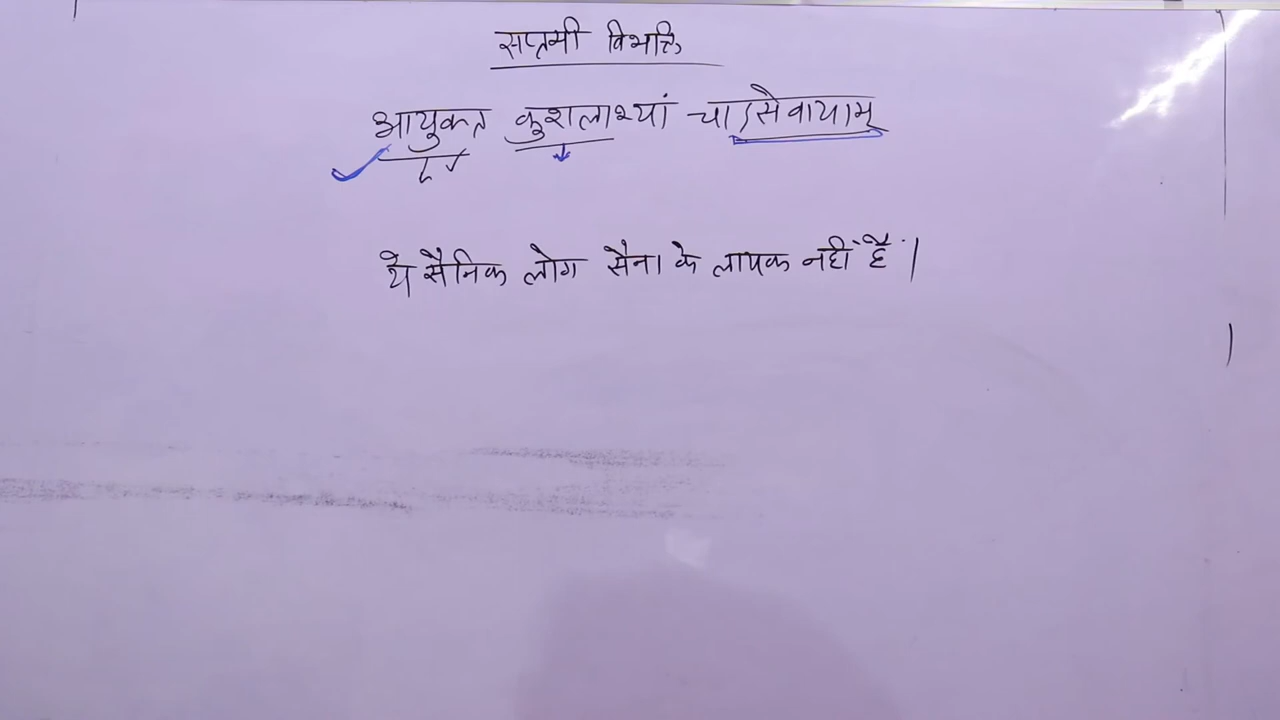 सप्तमी विभक्ति
आयुक्त कुशलाभ्यां चाऽसेवायाम्
ये सैनिक लोग सेना के लायक नहीं हैं।